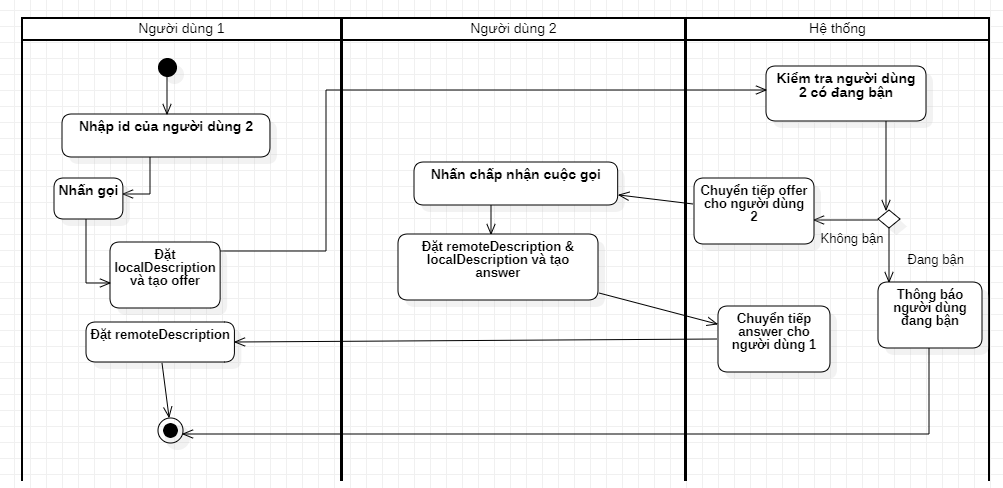 Người dùng 1
Người dùng 2
Hệ thống
Nhập id của người dùng 2
Nhấn gọi
Đặt
localDescription
và tạo offer
Đặt remoteDescription
Nhấn chấp nhận cuộc gọi
Đặt remoteDescription &
localDescription và tạo
answer
Kiểm tra người dùng
2 có đang bận
Chuyển tiếp offer
cho người dùng
2
Không bận
Đang bận
Thông báo
người dùng
đang bận
Chuyển tiếp
answer cho
người dùng 1